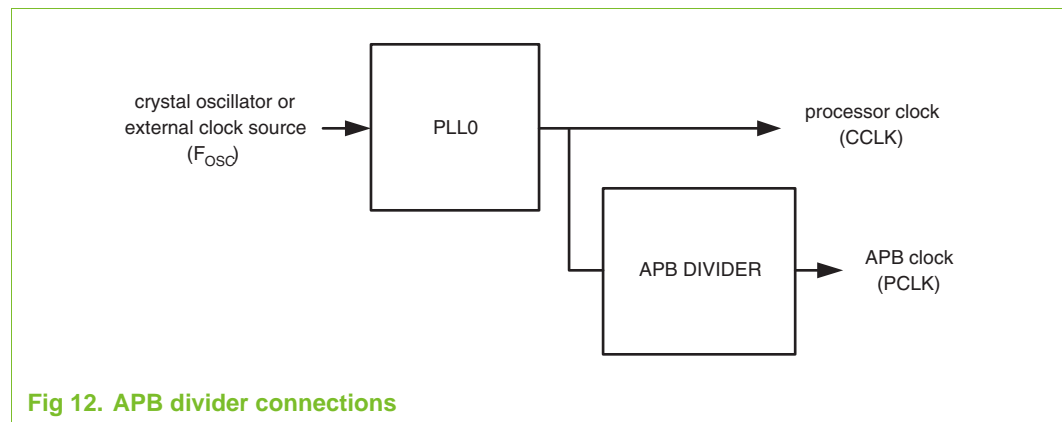 crystal oscillator or
external clock source
(FOSC)
PLL0
processor clock
(CCLK)
APB DIVIDER
APB clock
(PCLK)
Fig 12. APB divider connections